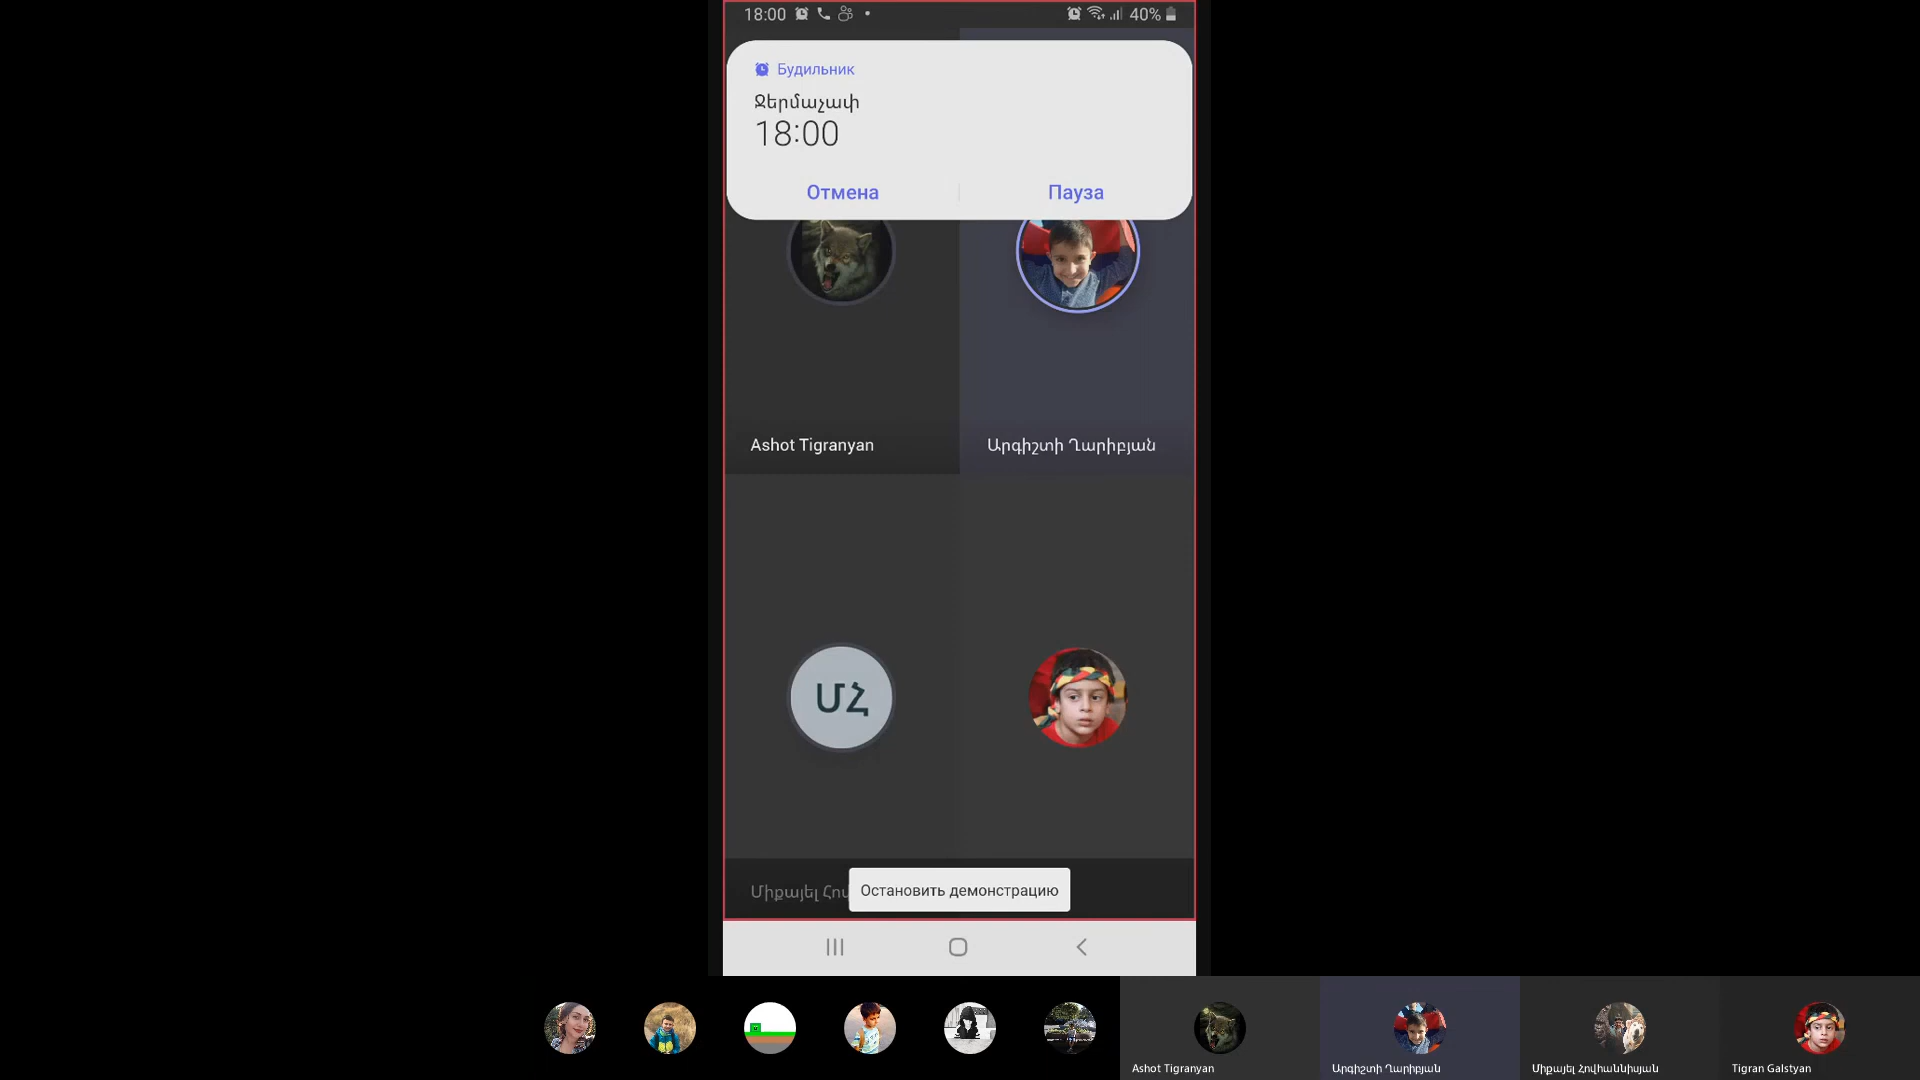 18:00
40%
Будильник
Ջերմաչափ
18:00
Отмена
Пауза
Ashot Tigranyan
Արգիշտի Ղարիբյան
ՄՀ
Միքայել Հով
Остановить демонстрацию
Ashot Tigranyan
Արգիշտի Ղարիբյան
Միքայել Հովհաննիսյան
Tigran Galstyan